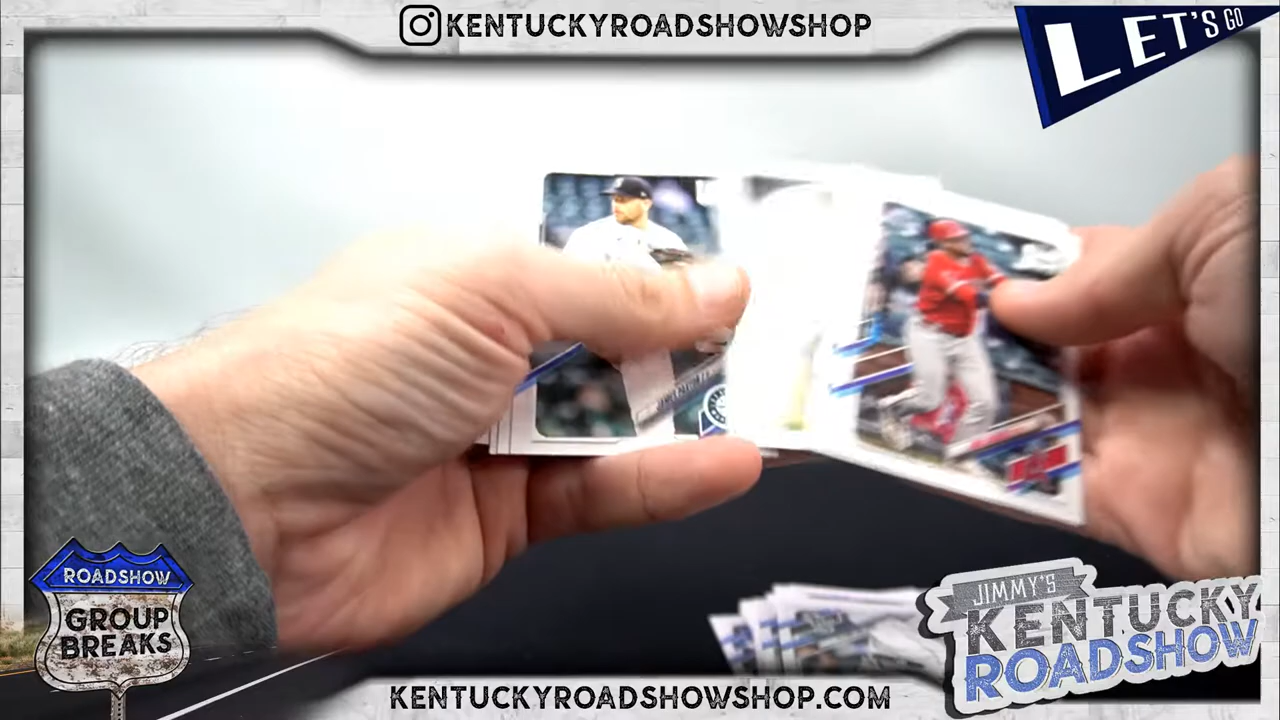 KENTUCKYROADSHOWSHOP
LET'S GO
ROADSHOW
GROUP
BREAKS
JIMMY'S
KENTUCKY
ROADSHOW
KENTUCKYROADSHOWSHOP.COM